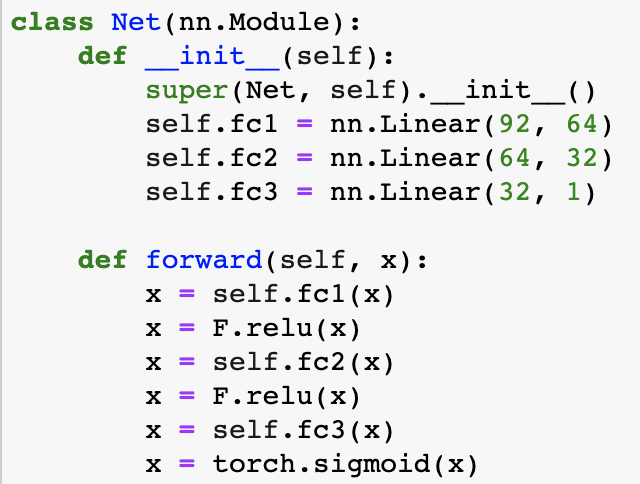 class Net(nn.Module):
    def __init__(self):
        super(Net, self).__init__()
        self.fc1 = nn.Linear(92, 64)
        self.fc2 = nn.Linear(64, 32)
        self.fc3 = nn.Linear(32, 1)

    def forward(self, x):
        x = self.fc1(x)
        x = F.relu(x)
        x = self.fc2(x)
        x = F.relu(x)
        x = self.fc3(x)
        x = torch.sigmoid(x)